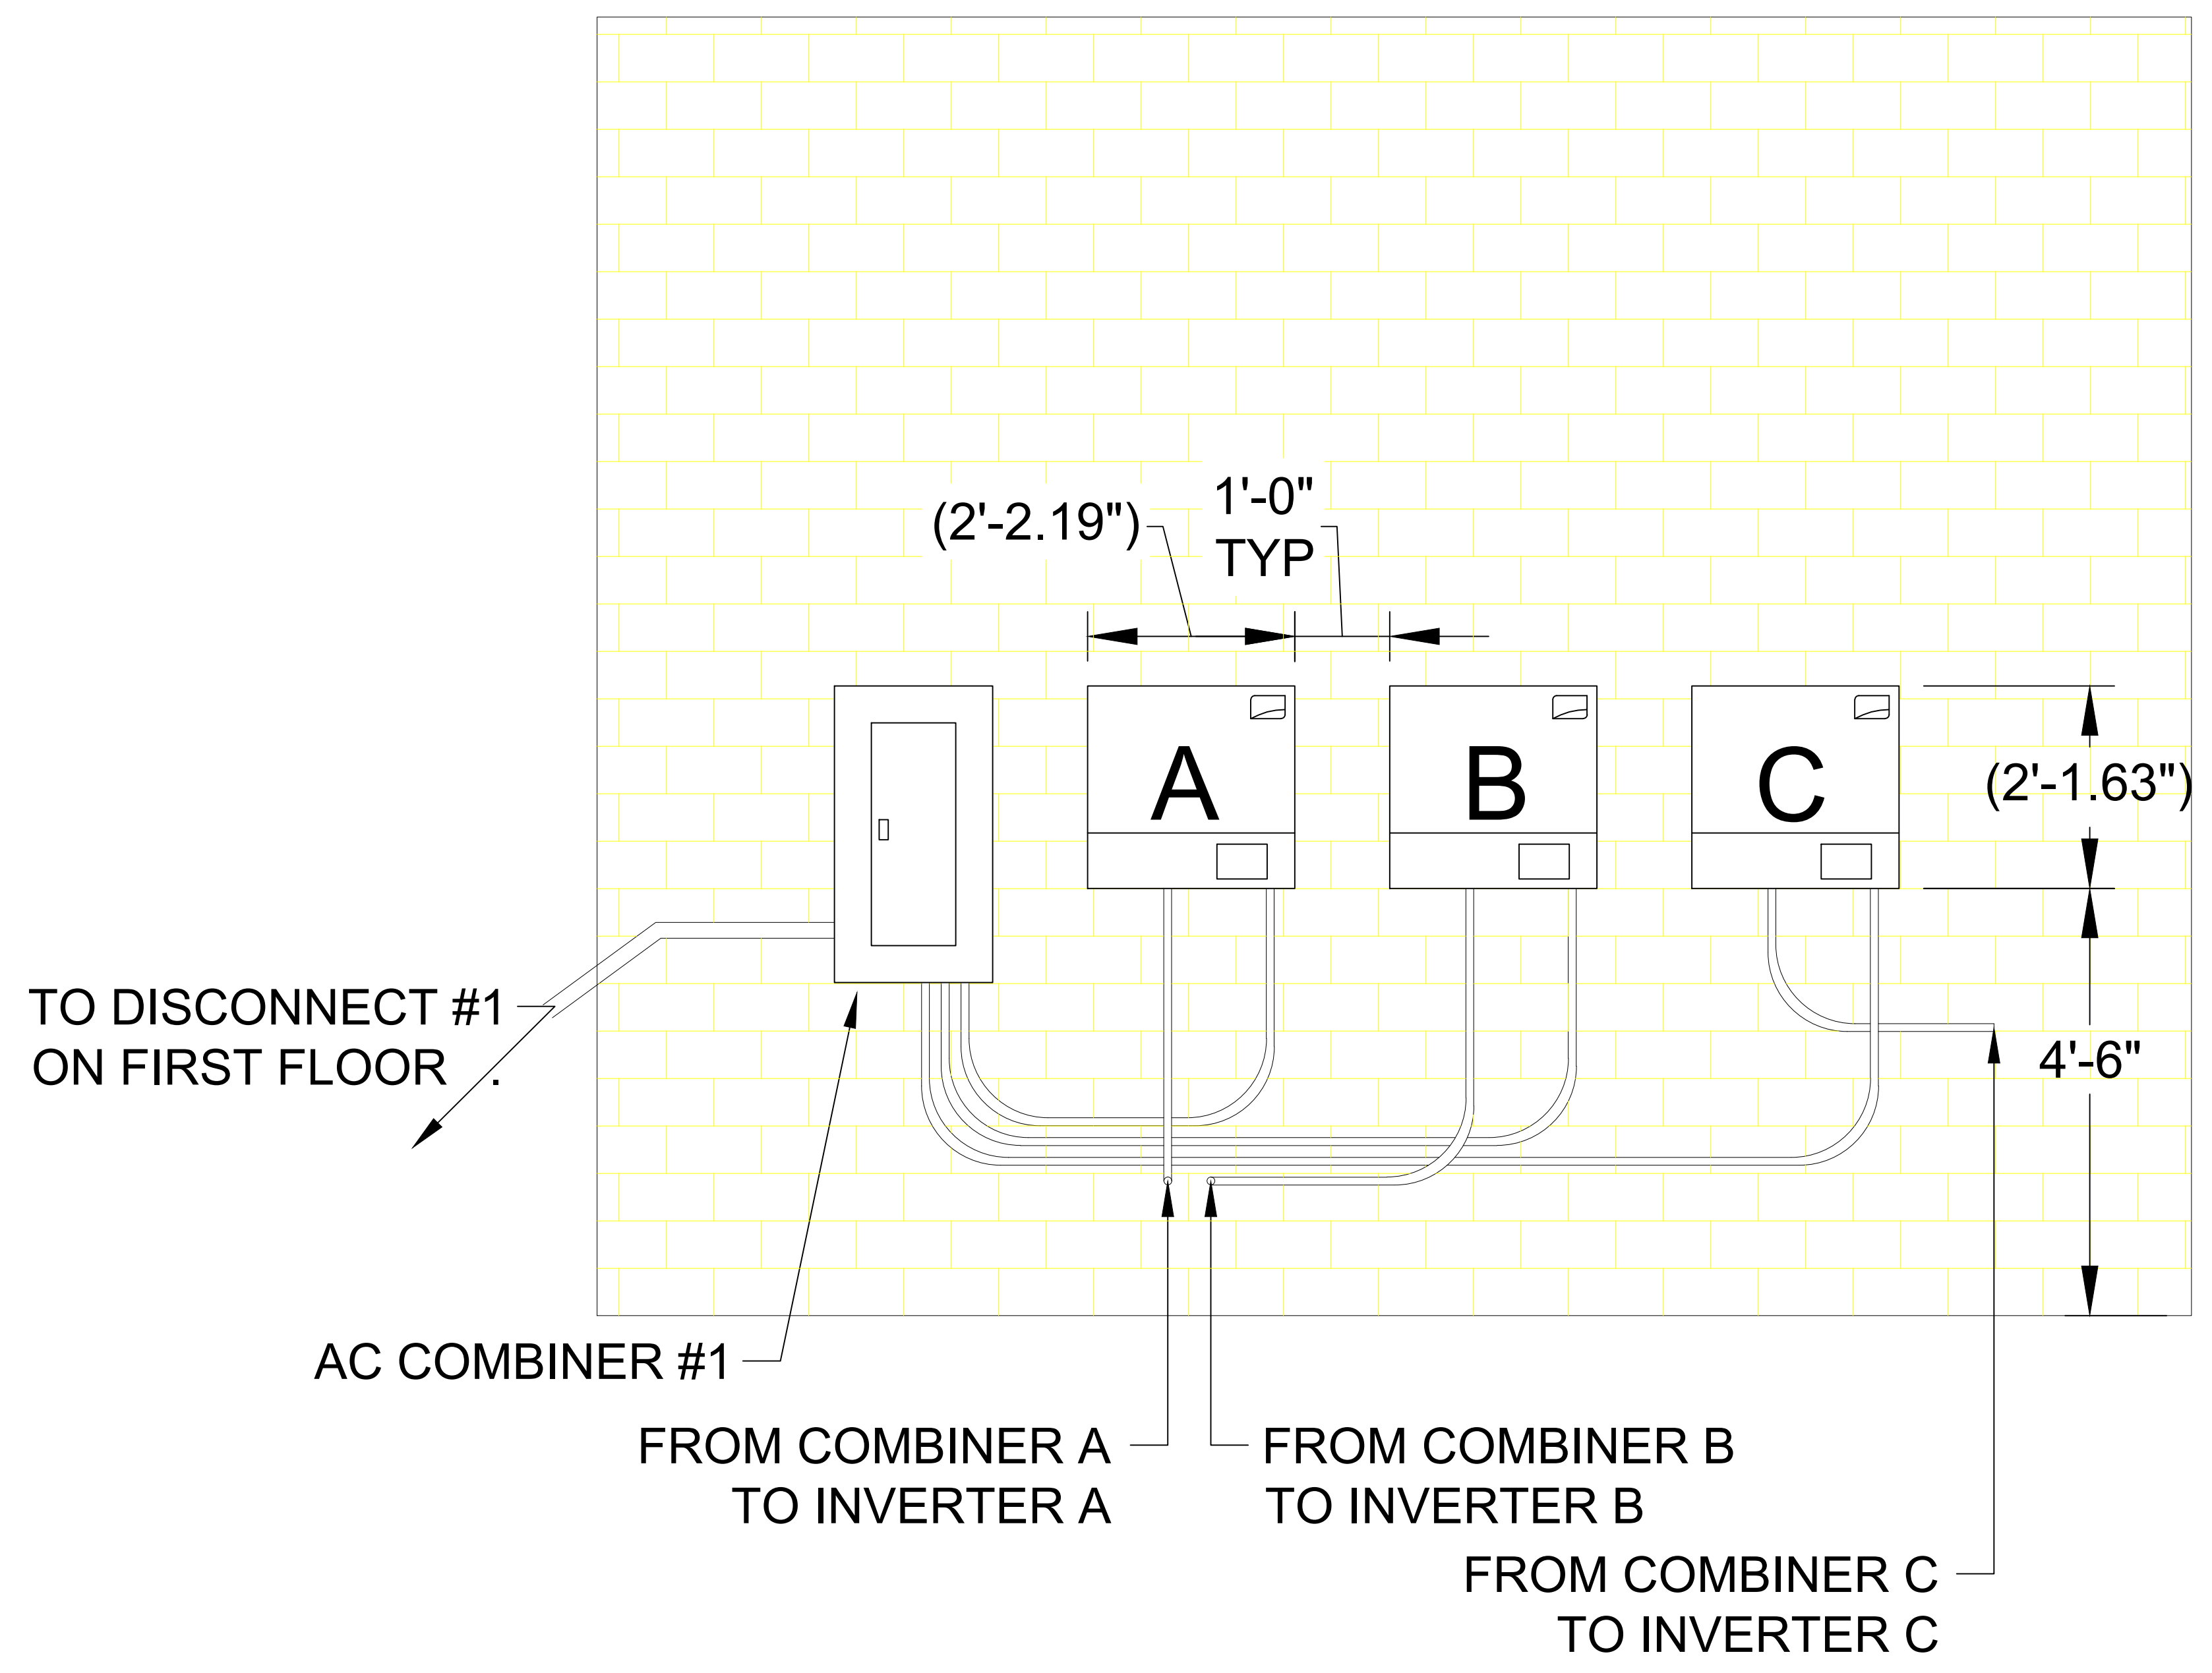 (2'-2.19")
1'-0"
TYP
A
B
C
(2'-1.63")
4'-6"
TO DISCONNECT #1
ON FIRST FLOOR .
AC COMBINER #1
FROM COMBINER A
TO INVERTER A
FROM COMBINER B
TO INVERTER B
FROM COMBINER C
TO INVERTER C